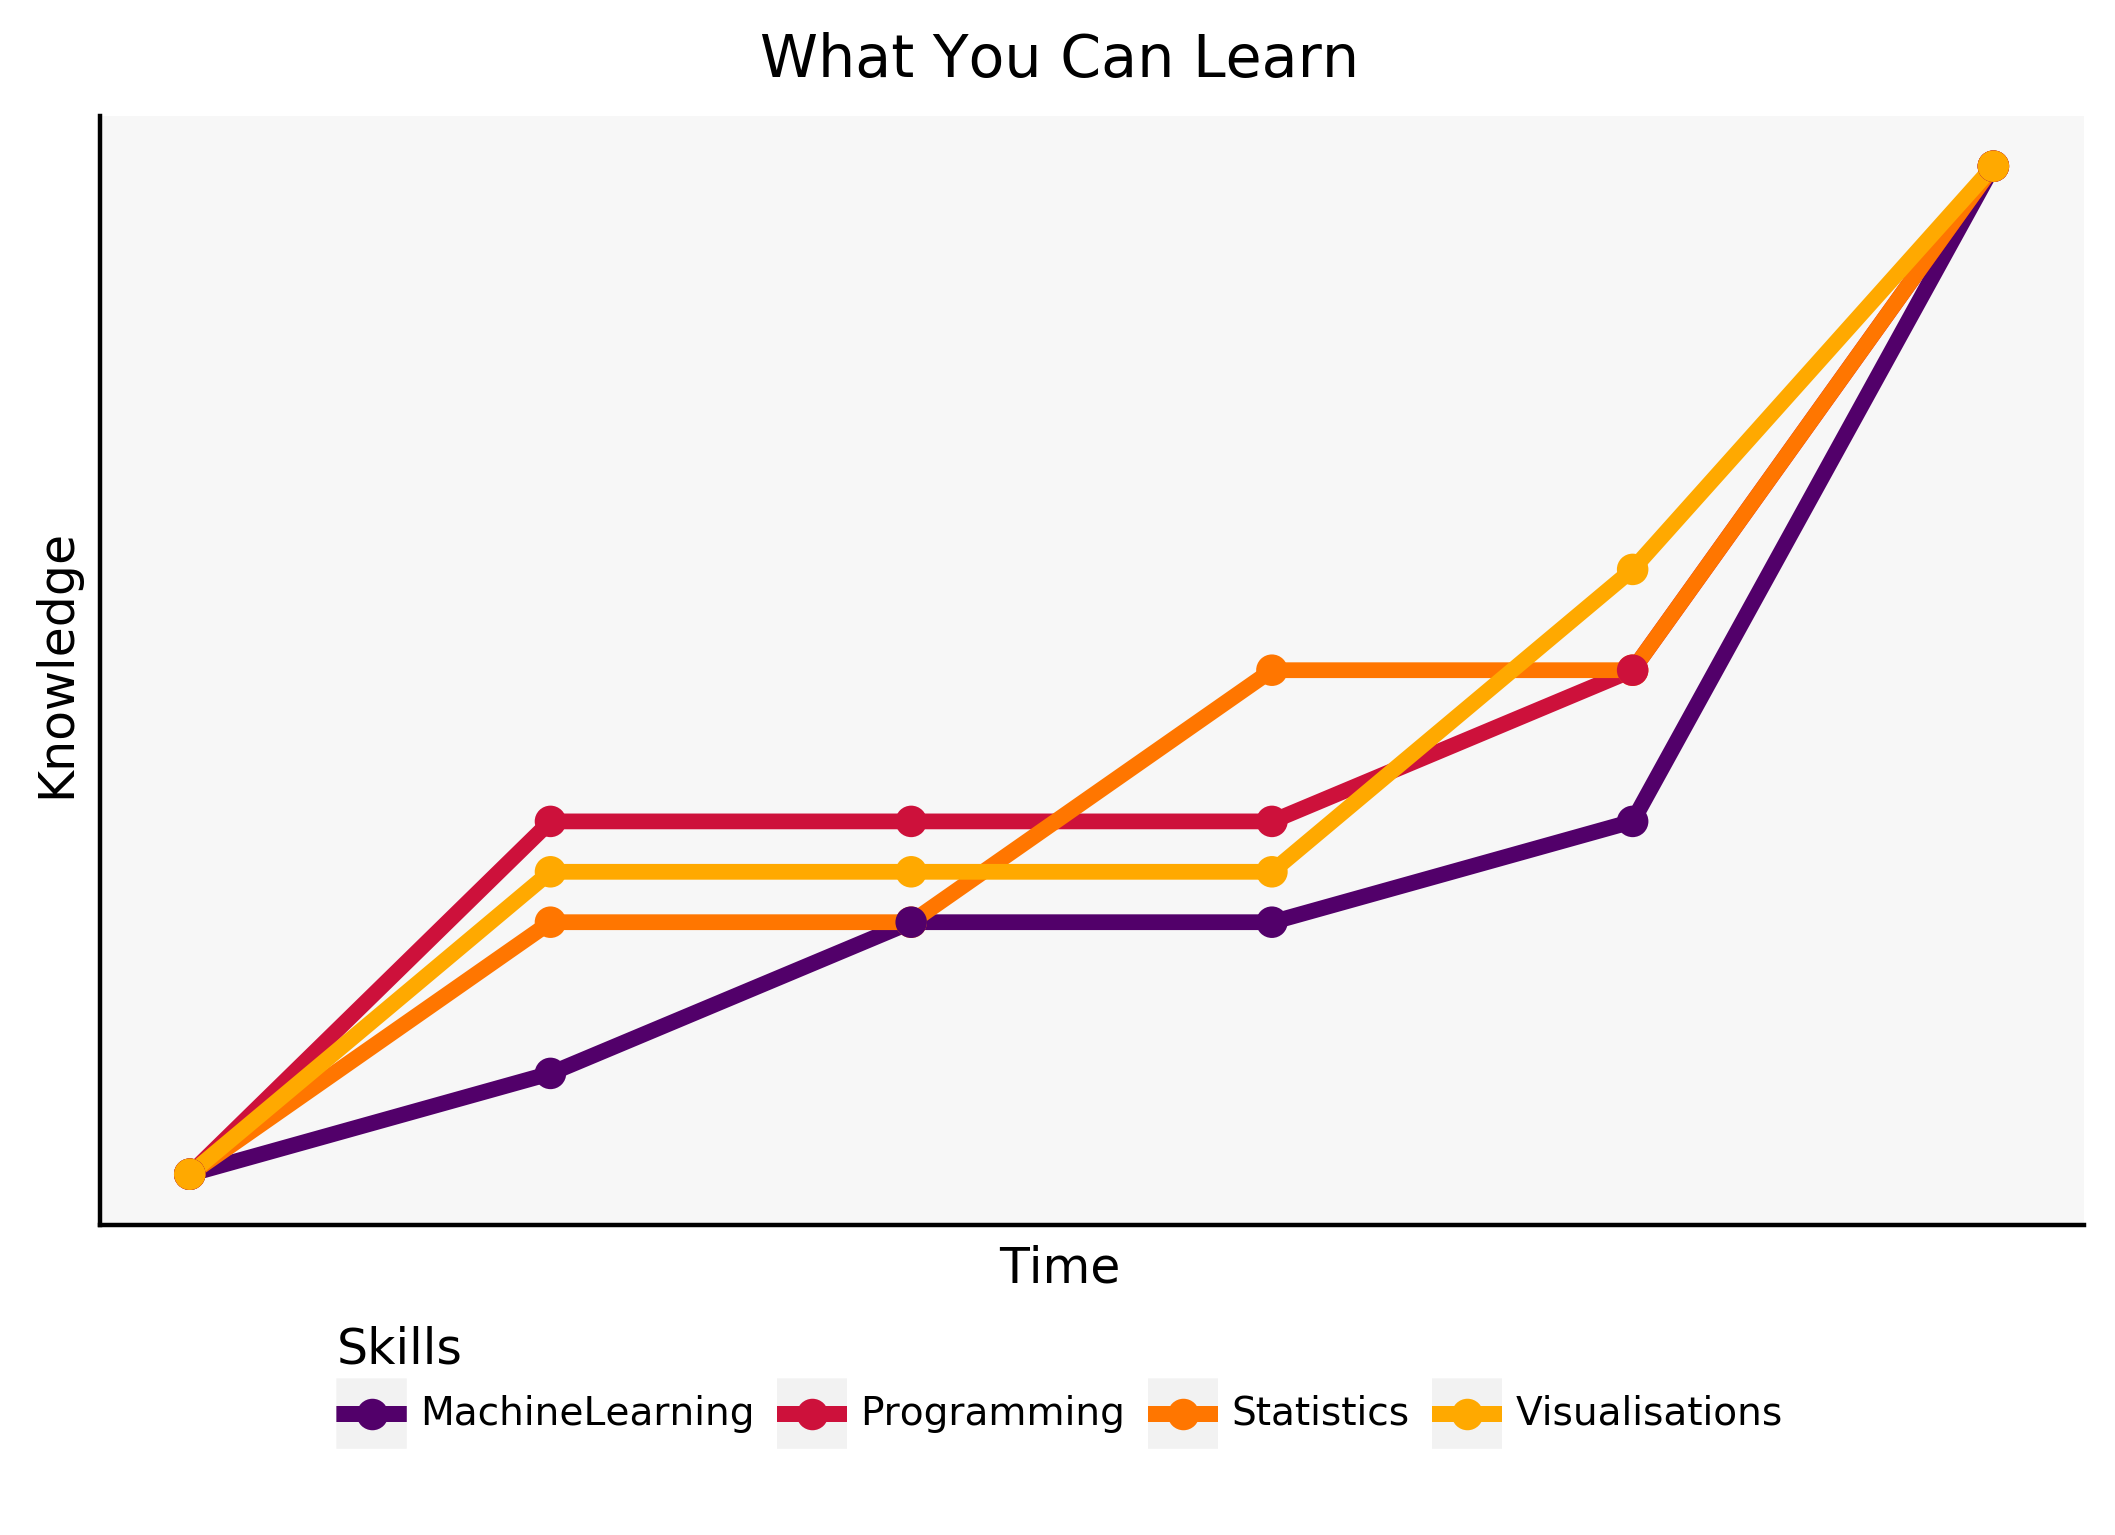 What You Can Learn
Knowledge
Time
Skills
MachineLearning Programming Statistics Visualisations